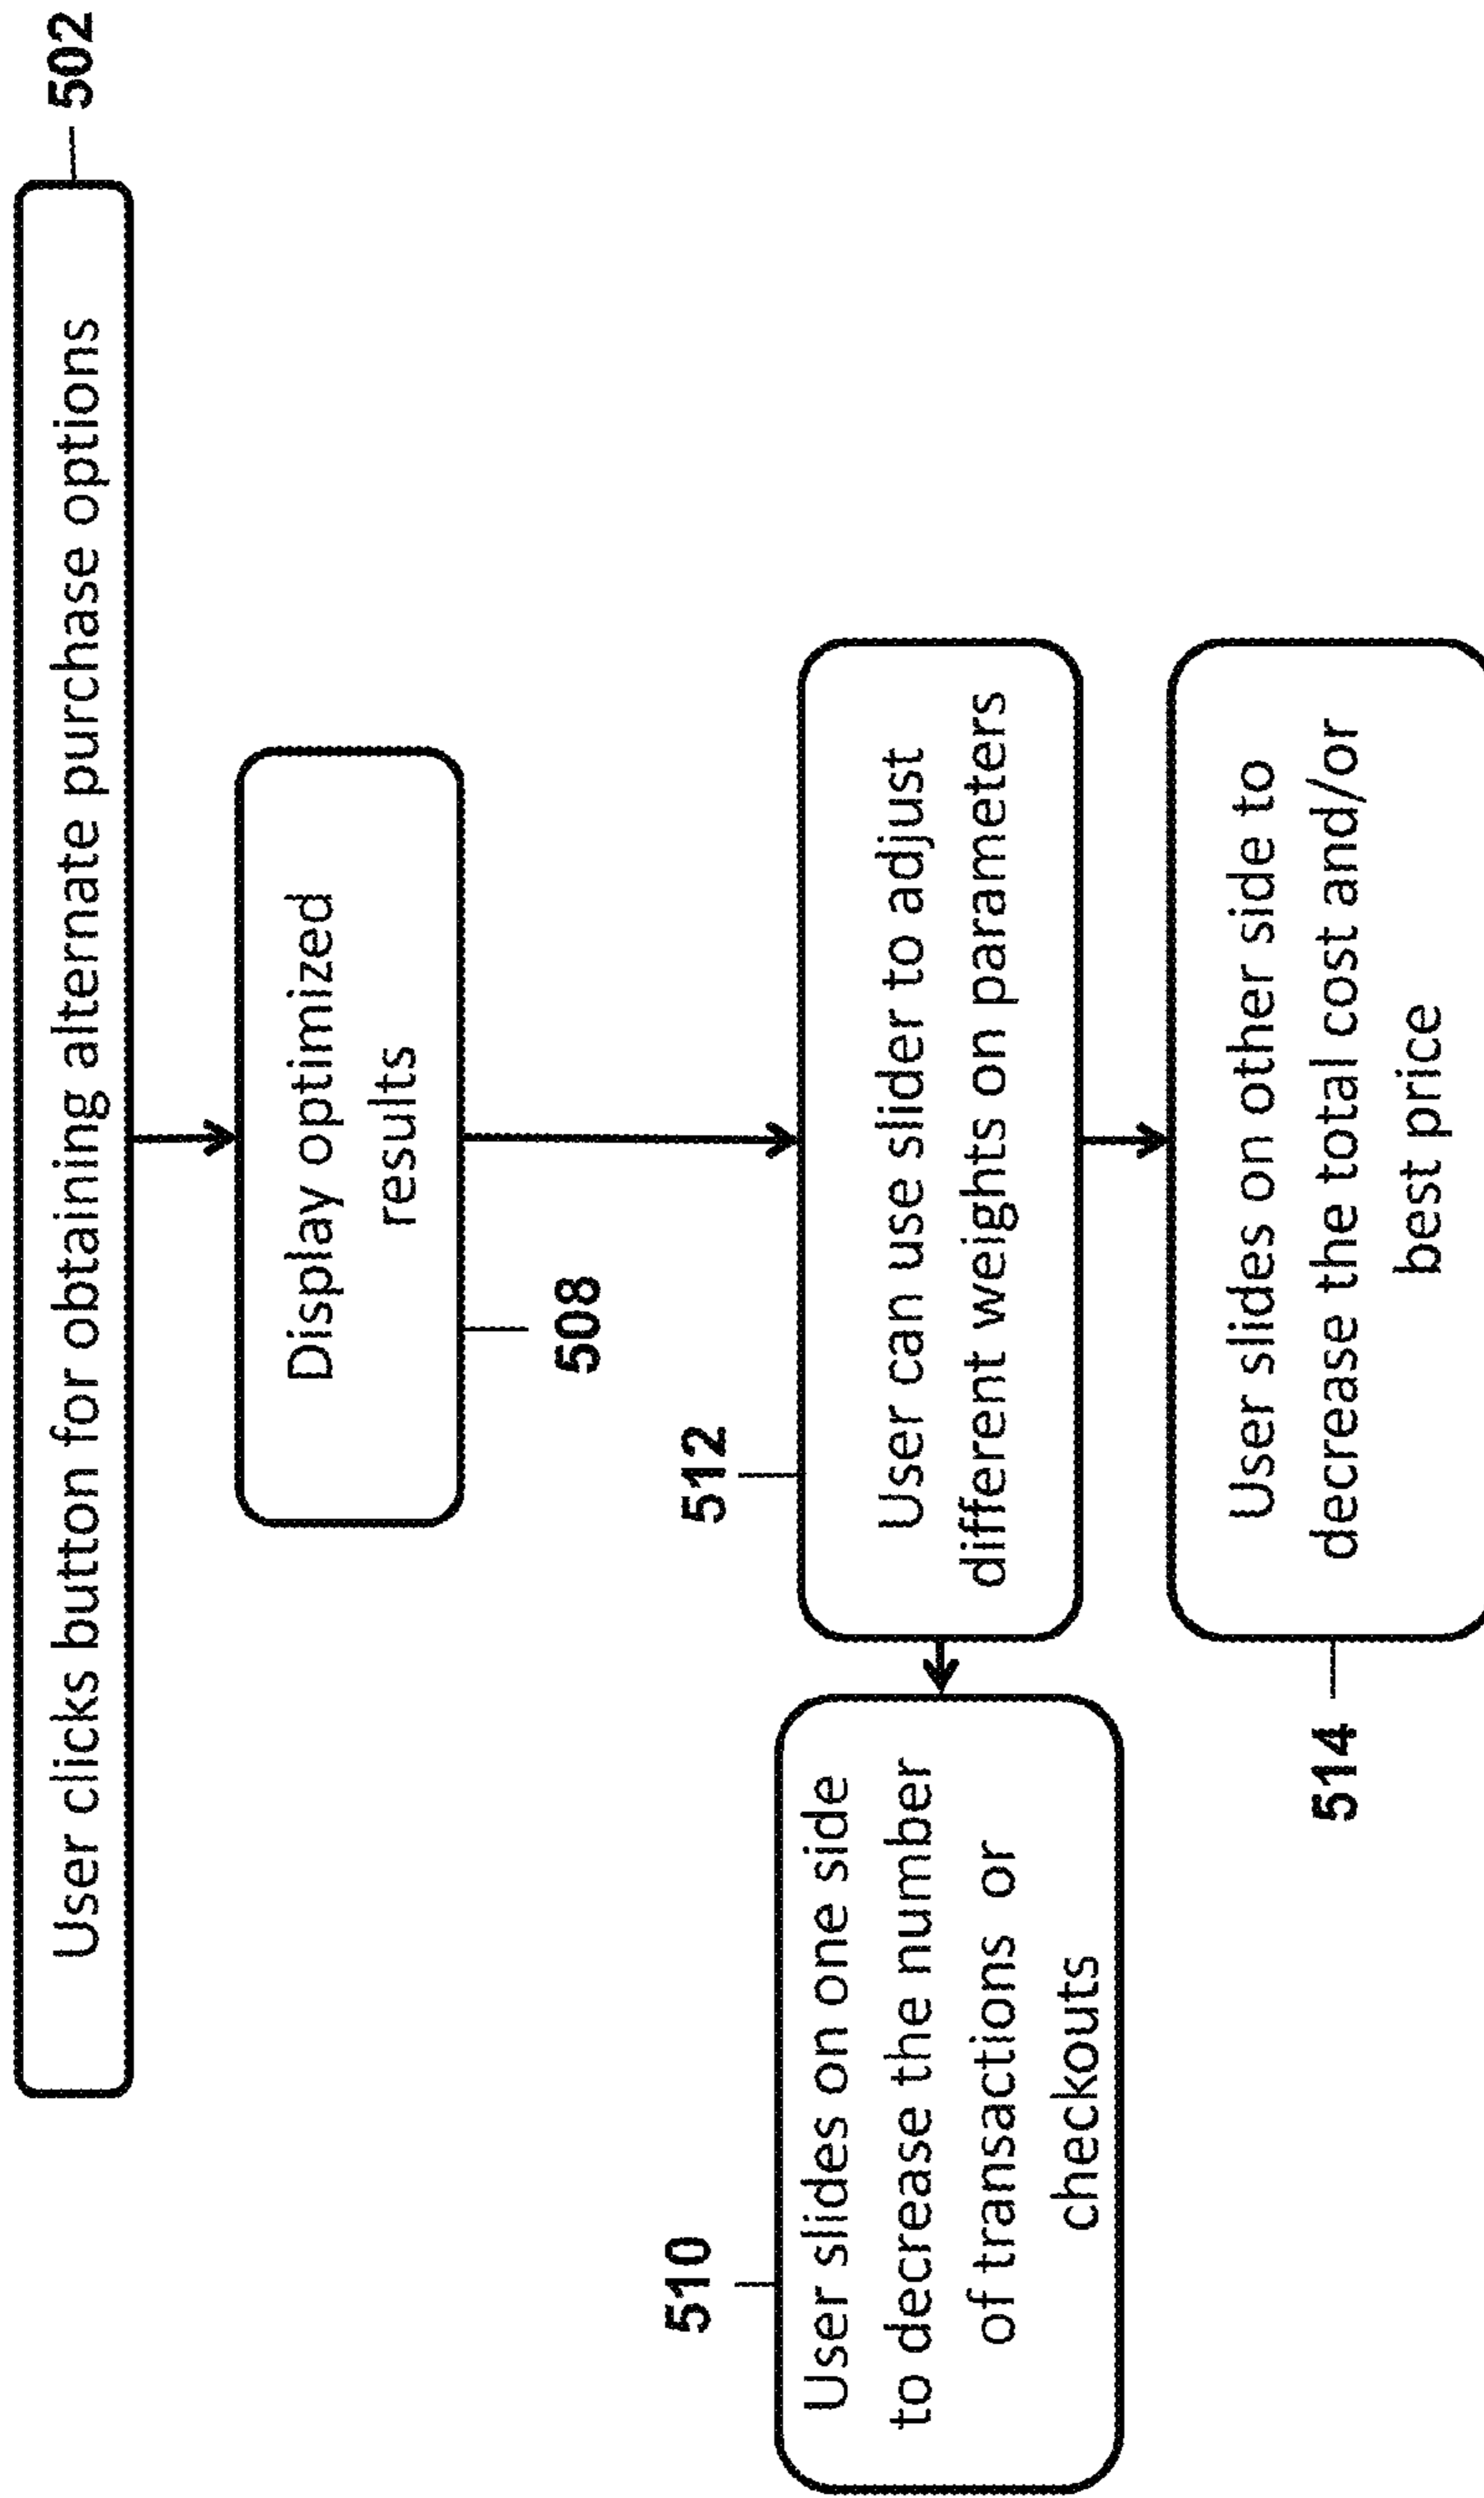 User clicks button for obtaining alternate purchase options
502
Display optimized
results
508
512
User can use slider to adjust
different weights on parameters
510
User slides on one side
to decrease the number
of transactions or
checkouts
User slides on other side to
decrease the total cost and/or
best price
514